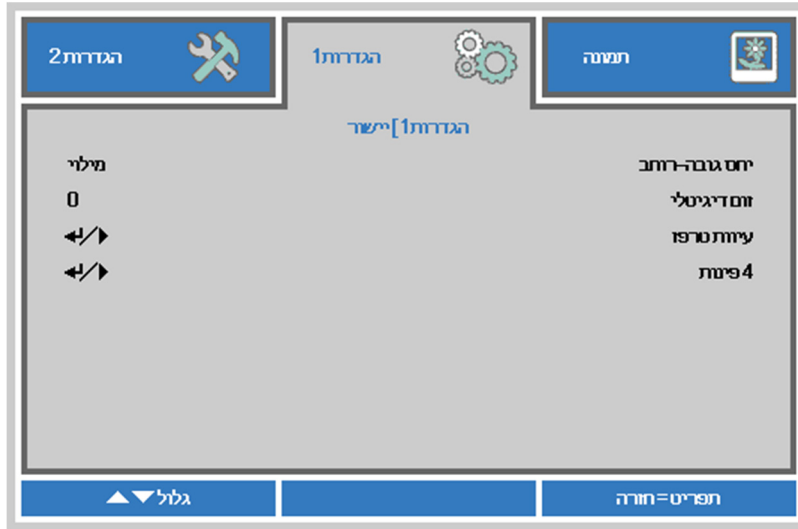 תמונה
הגדרות1
הגדרות2
הגדרות1]יישור
יחס גובה-רוחב מילוי
זום דיגיטלי 0
עיוות טרפז ↵/▶
4 פינות ↵/▶
תפריט=חזרה
גלול ▼▲